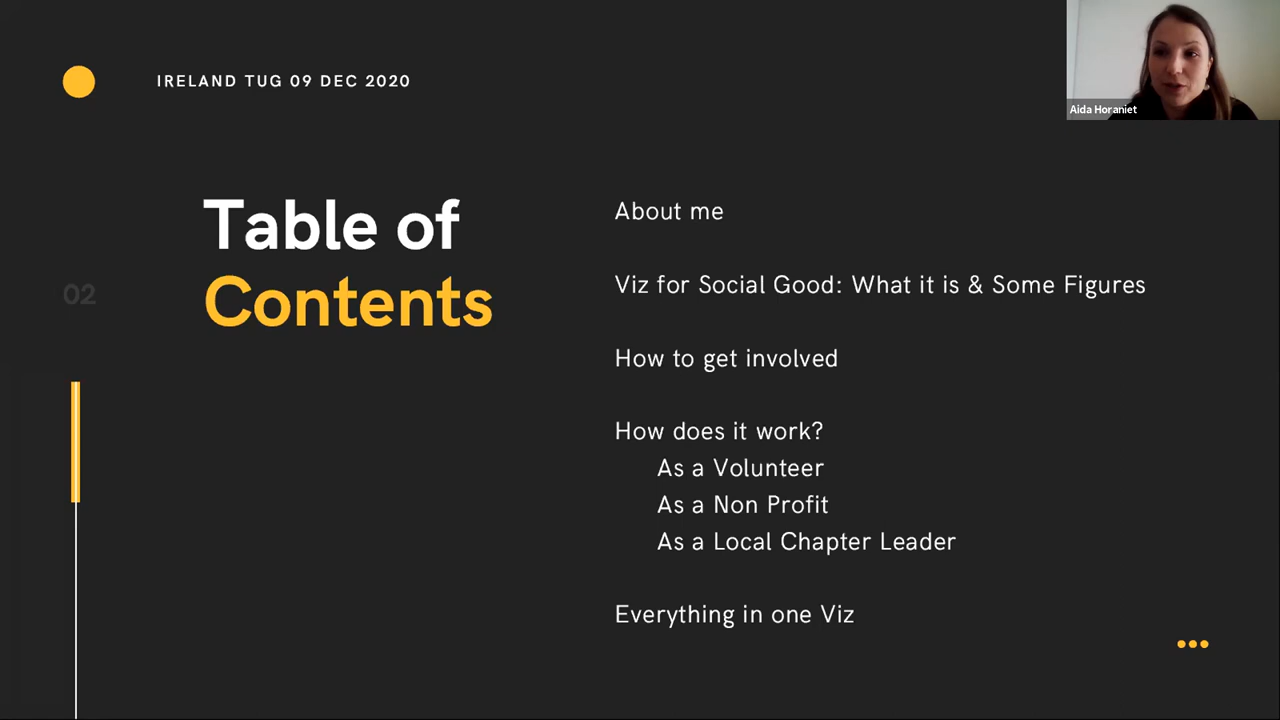 IRELAND TUG 09 DEC 2020
Aida Horaniet
Table of
Contents
02
About me
Viz for Social Good: What it is & Some Figures
How to get involved
How does it work?
As a Volunteer
As a Non Profit
As a Local Chapter Leader
Everything in one Viz